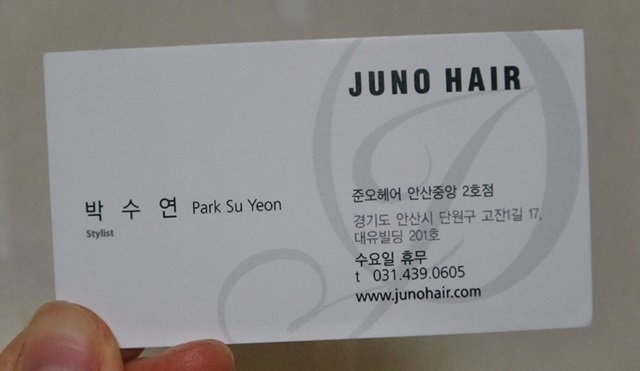 JUNO HAIR
박 수 연 Park Su Yeon
Stylist
준오헤어 안산중앙 2호점
경기도 안산시 단원구 고잔1길 17,
대유빌딩 201호
수요일 휴무
t 031.439.0605
www.junohair.com